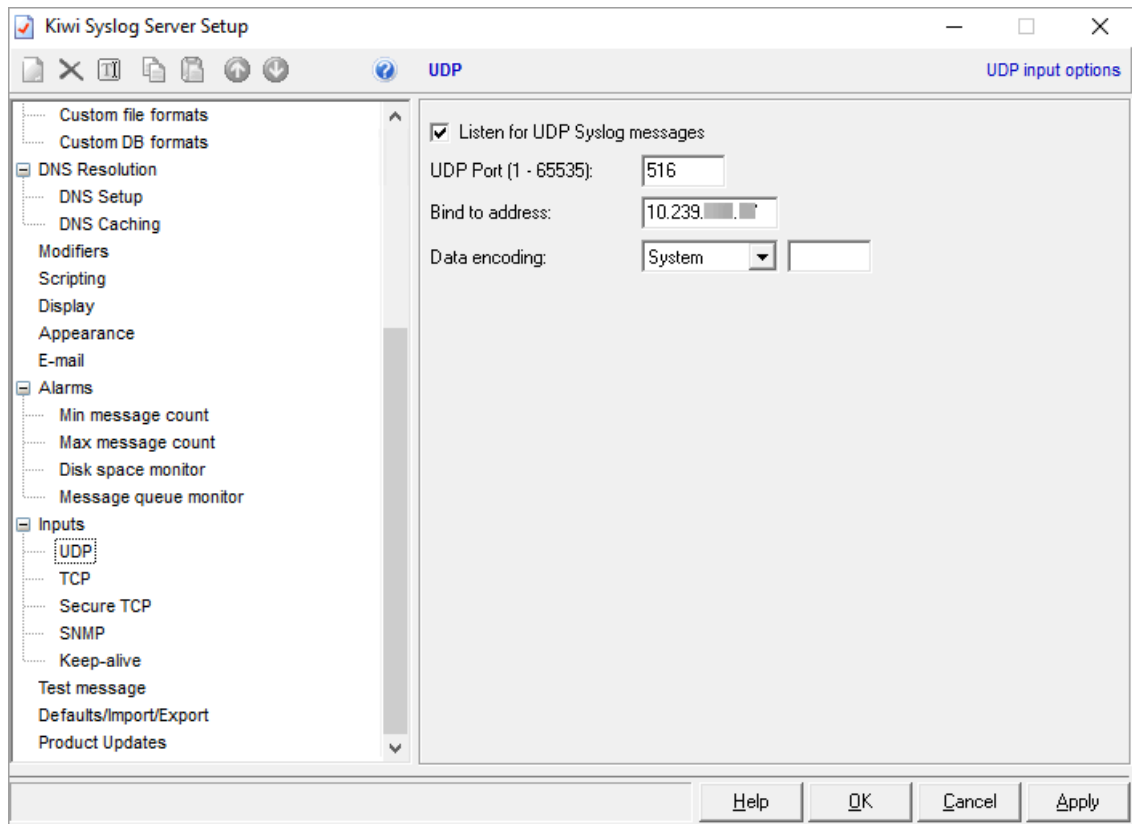 Kiwi Syslog Server Setup
UDP
UDP input options
Custom file formats
Custom DB formats
DNS Resolution
DNS Setup
DNS Caching
Modifiers
Scripting
Display
Appearance
E-mail
Alarms
Min message count
Max message count
Disk space monitor
Message queue monitor
Inputs
UDP
TCP
Secure TCP
SNMP
Keep-alive
Test message
Defaults/Import/Export
Product Updates
Listen for UDP Syslog messages
UDP Port (1 - 65535): 516
Bind to address: 10.239.
Data encoding: System
Help OK Cancel Apply